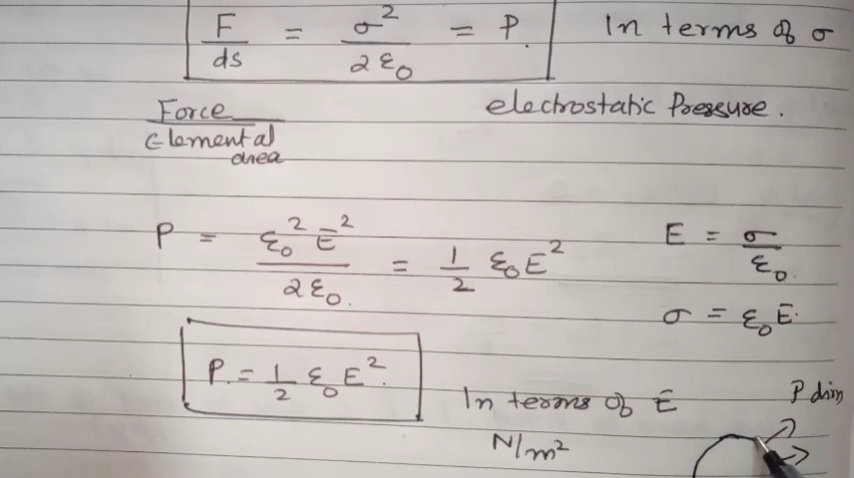 F/ds = σ²/2ε₀ = P. In terms of σ
Force/Elemental area electrostatic Pressure.
P = ε₀²E²/2ε₀. = 1/2 ε₀E² E = σ/ε₀.
σ = ε₀E.
P. = 1/2 ε₀E². In terms of E
N/m²